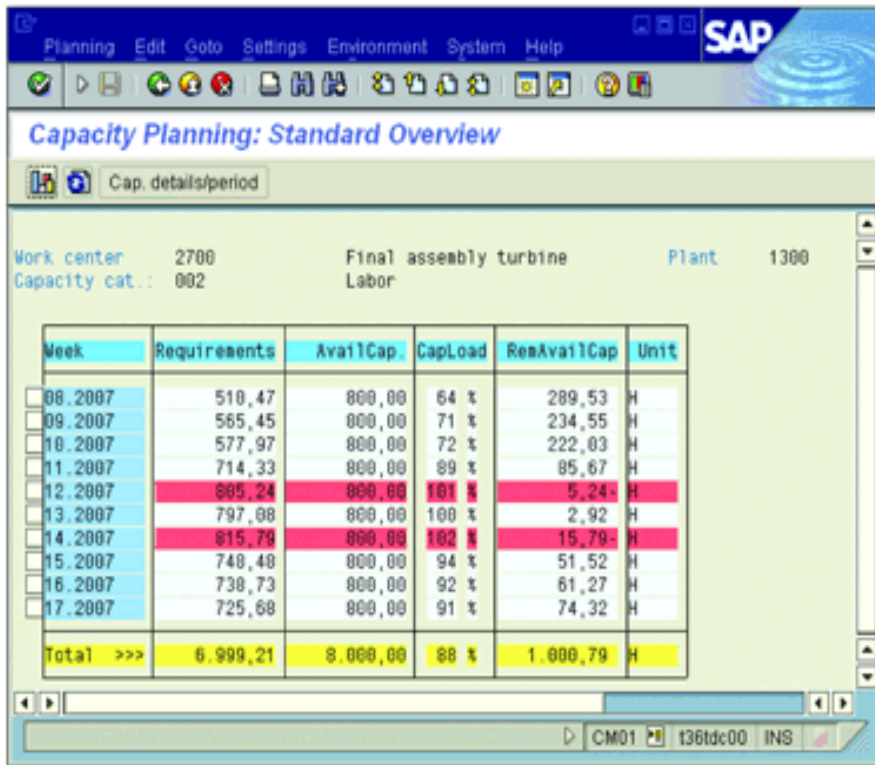 Planning Edit Goto Settings Environment System Help
SAP
Capacity Planning: Standard Overview
Cap. details/period
Work center 2700 Final assembly turbine Plant 1300
Capacity cat.: 002 Labor
Week Requirements AvailCap. CapLoad RemAvailCap Unit
08.2007 510,47 800,00 64 % 289,53 H
09.2007 565,45 800,00 71 % 234,55 H
10.2007 577,97 800,00 72 % 222,03 H
11.2007 714,33 800,00 89 % 85,67 H
12.2007 805,24 800,00 101 % 5,24- H
13.2007 797,08 800,00 100 % 2,92 H
14.2007 815,79 800,00 102 % 15,79- H
15.2007 748,48 800,00 94 % 51,52 H
16.2007 738,73 800,00 92 % 61,27 H
17.2007 725,68 800,00 91 % 74,32 H
Total >>> 6.999,21 8.000,00 88 % 1.000,79 H
CM01 t36tdc00 INS